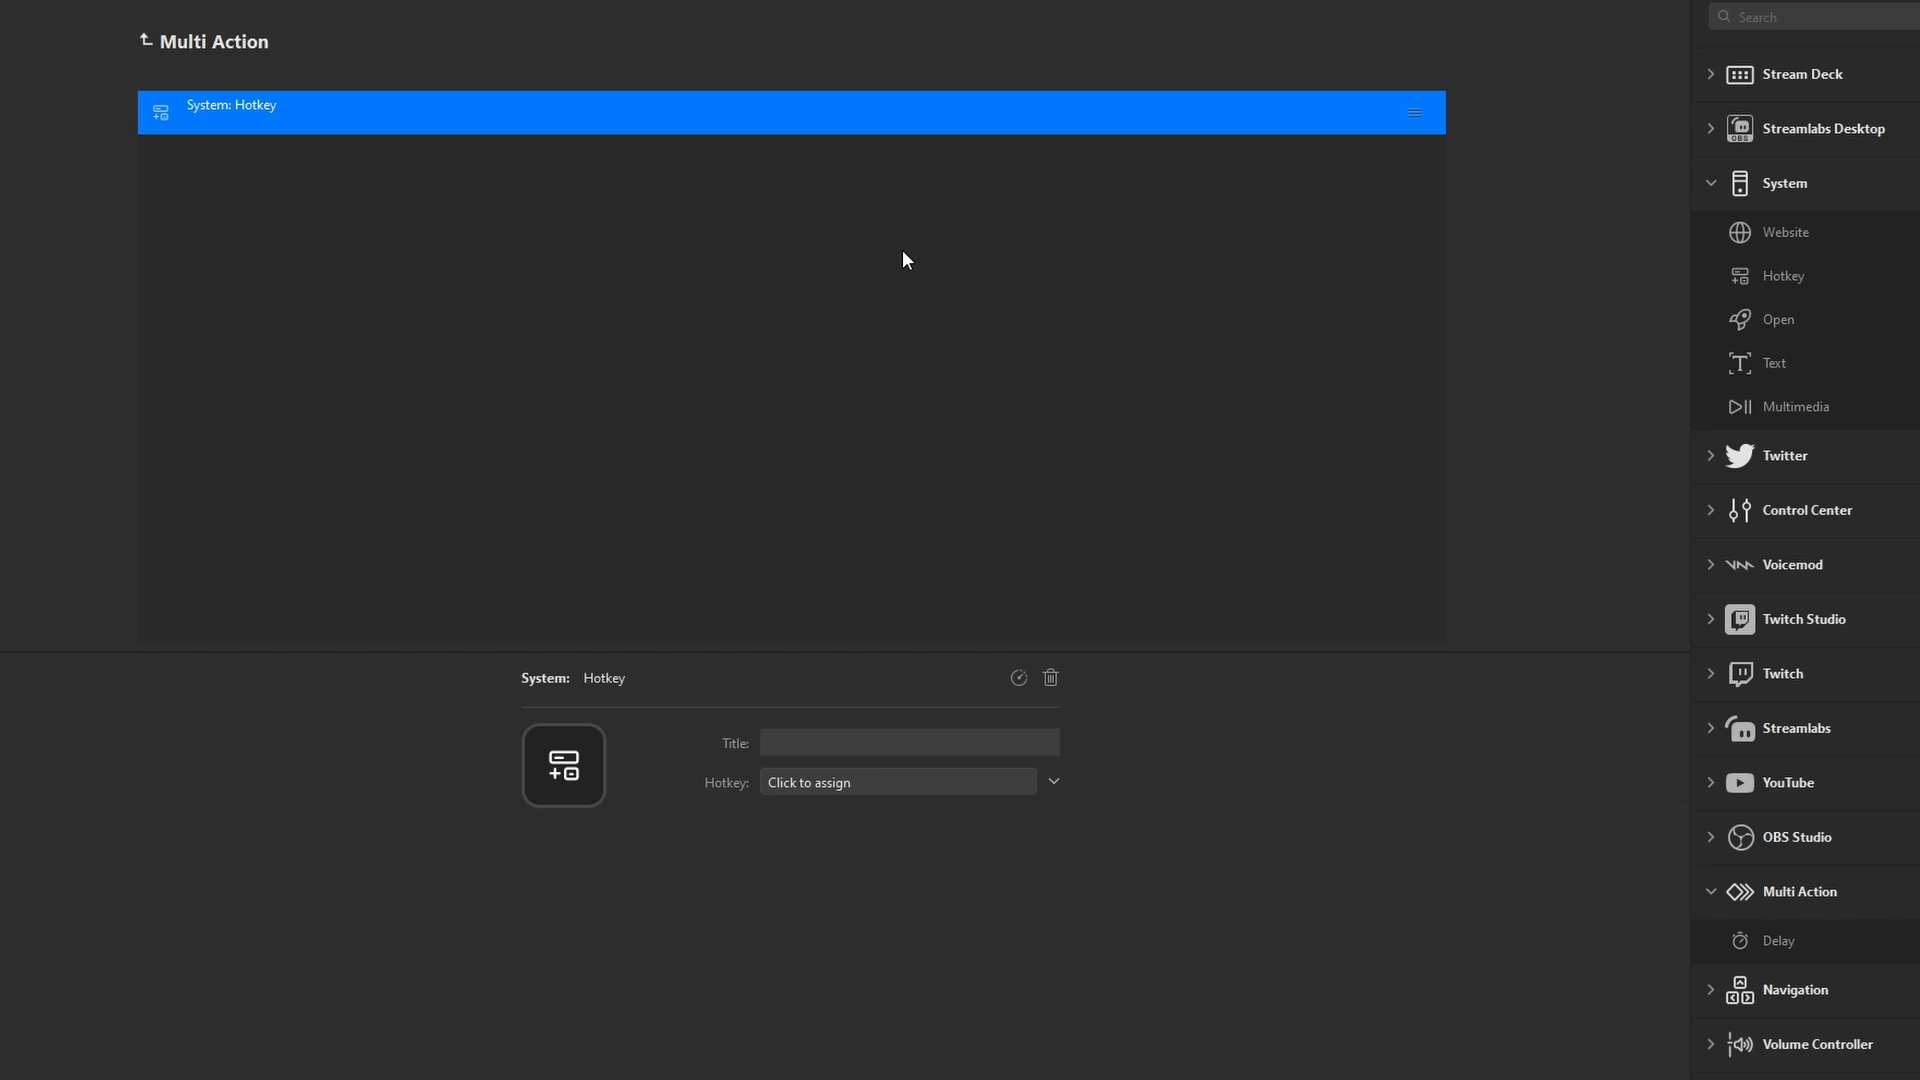 Multi Action
System: Hotkey
System: Hotkey
Title:
Hotkey: Click to assign
Search
Stream Deck
OBS
Streamlabs Desktop
System
Website
Hotkey
Open
Text
Multimedia
Twitter
Control Center
Voicemod
Twitch Studio
Twitch
Streamlabs
YouTube
OBS Studio
Multi Action
Delay
Navigation
Volume Controller